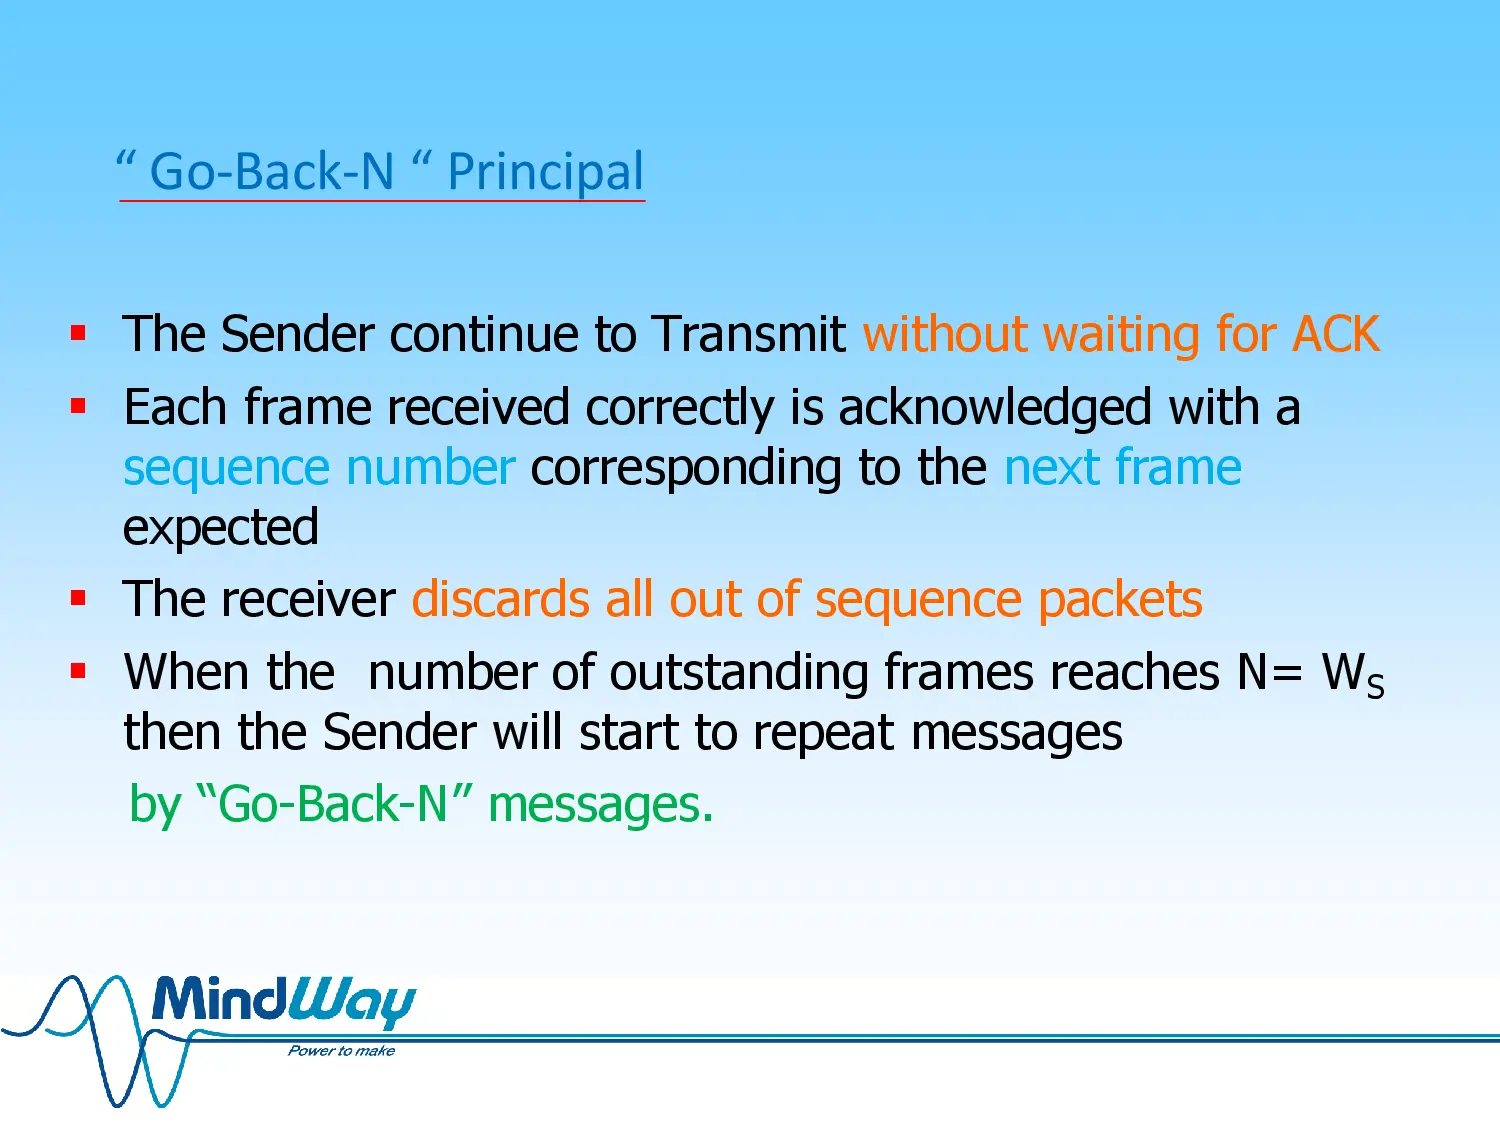 “ Go-Back-N “ Principal
▪ The Sender continue to Transmit without waiting for ACK
▪ Each frame received correctly is acknowledged with a
sequence number corresponding to the next frame
expected
▪ The receiver discards all out of sequence packets
▪ When the  number of outstanding frames reaches N= WS
then the Sender will start to repeat messages
by “Go-Back-N” messages.
MindWay
Power to make